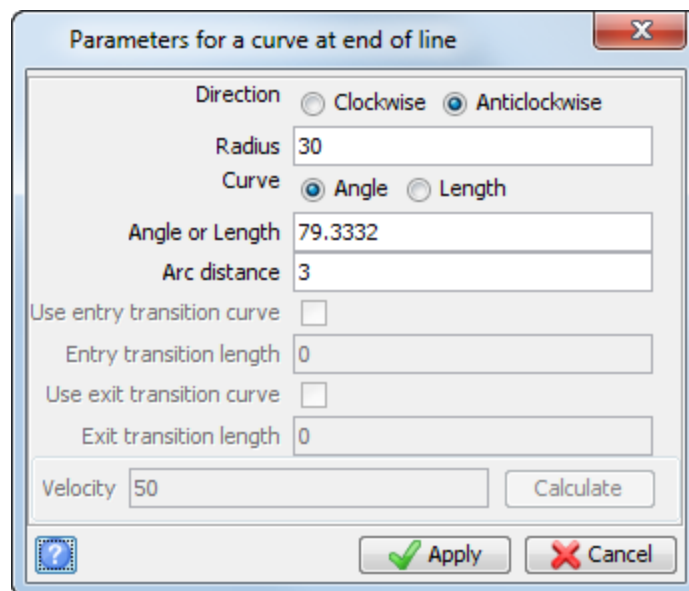 Parameters for a curve at end of line
Direction Clockwise Anticlockwise
Radius 30
Curve Angle Length
Angle or Length 79.3332
Arc distance 3
Use entry transition curve
Entry transition length 0
Use exit transition curve
Exit transition length 0
Velocity 50 Calculate
? Apply Cancel